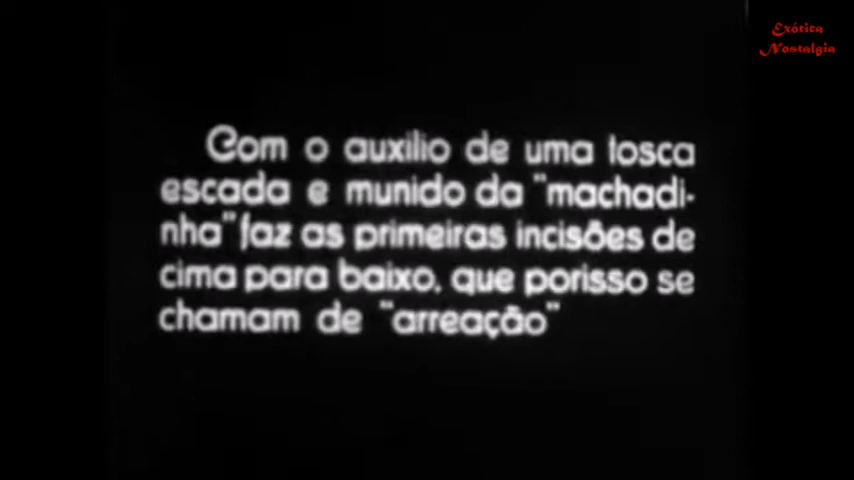 Exótica
Nostalgia
Com o auxilio de uma tosca
escada e munido da "machadi-
nha" faz as primeiras incisões de
cima para baixo, que porisso se
chamam de "arreação"